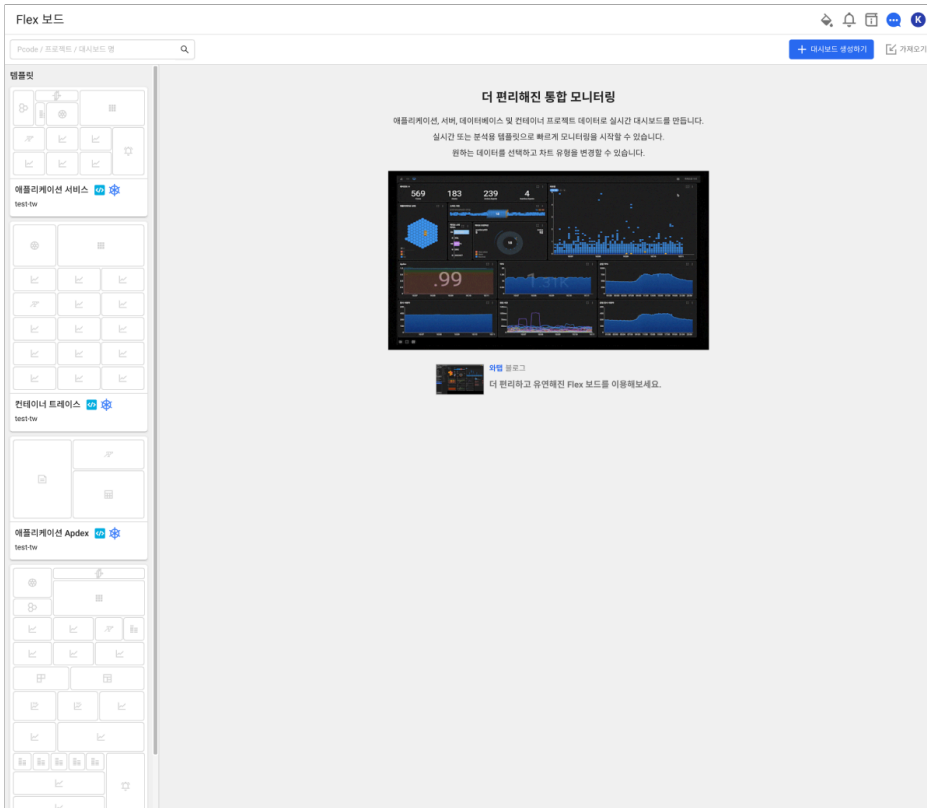 Flex 보드
K
Pcode / 프로젝트 / 대시보드 명
대시보드 생성하기
가져오기
템플릿
애플리케이션 서비스
test-tw
컨테이너 트레이스
test-tw
애플리케이션 Apdex
test-tw
더 편리해진 통합 모니터링
애플리케이션, 서버, 데이터베이스 및 컨테이너 프로젝트 데이터로 실시간 대시보드를 만듭니다.
실시간 또는 분석용 템플릿으로 빠르게 모니터링을 시작할 수 있습니다.
원하는 데이터를 선택하고 차트 유형을 변경할 수 있습니다.
569 183 239 4
.99 1.31K
와탭 블로그
더 편리하고 유연해진 Flex 보드를 이용해보세요.